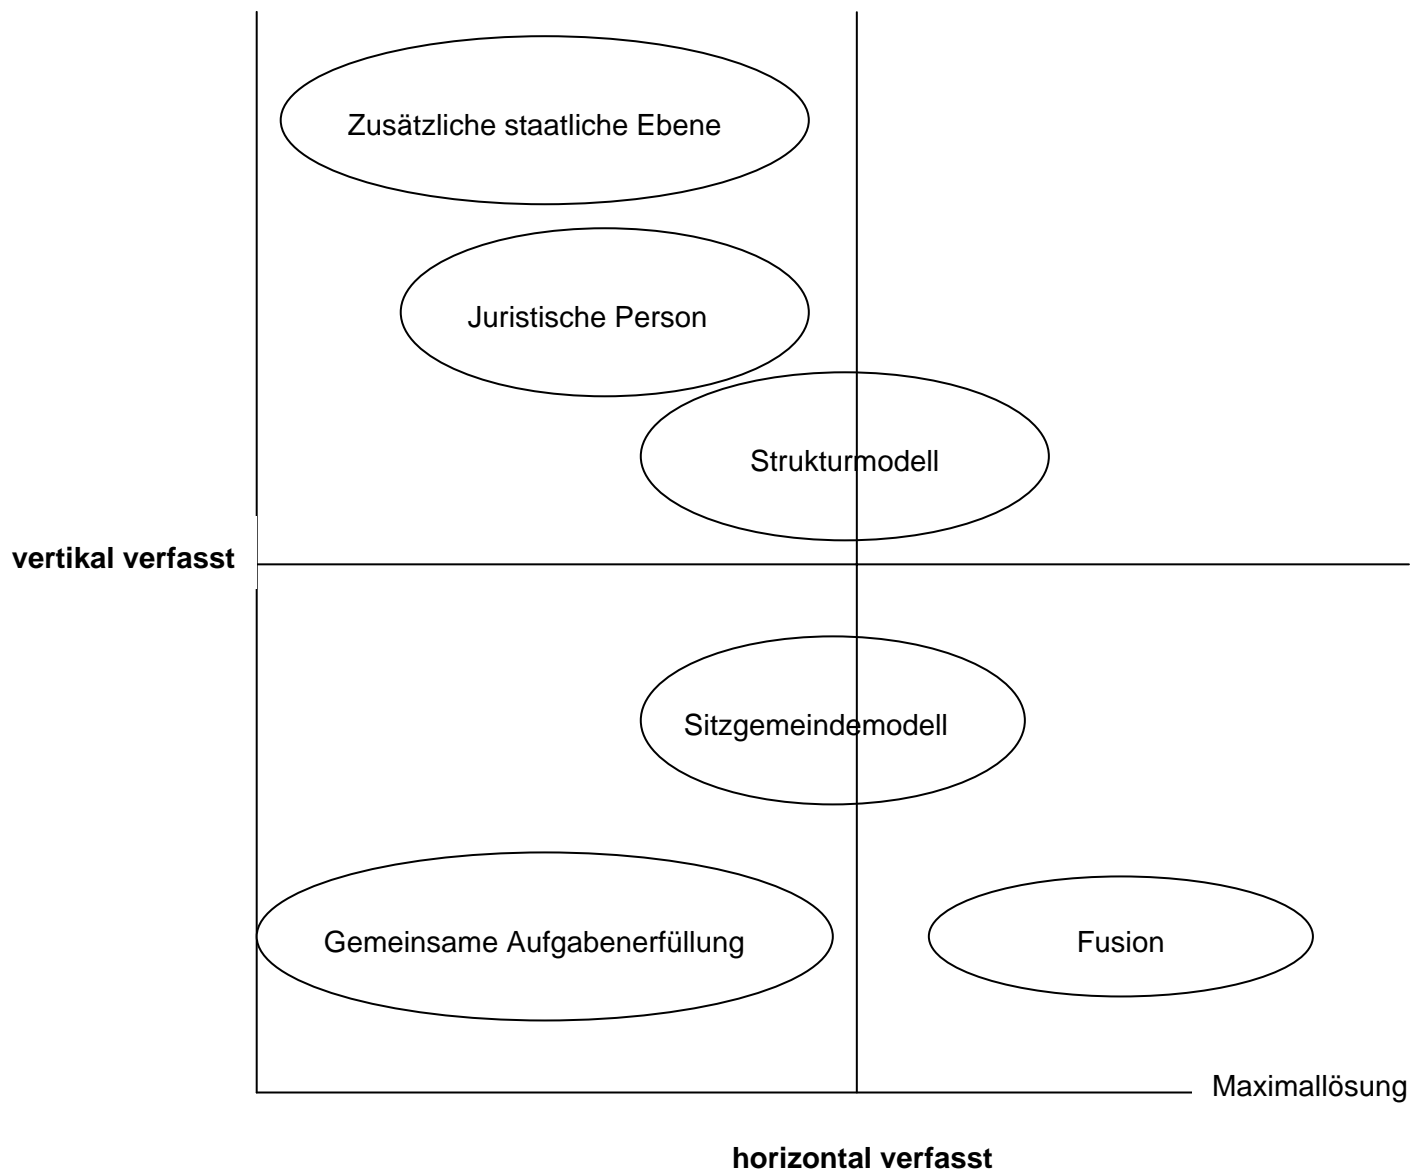 Zusätzliche staatliche Ebene
Juristische Person
Strukturmodell
vertikal verfasst
Sitzgemeindemodell
Gemeinsame Aufgabenerfüllung
Fusion
Maximallösung
horizontal verfasst